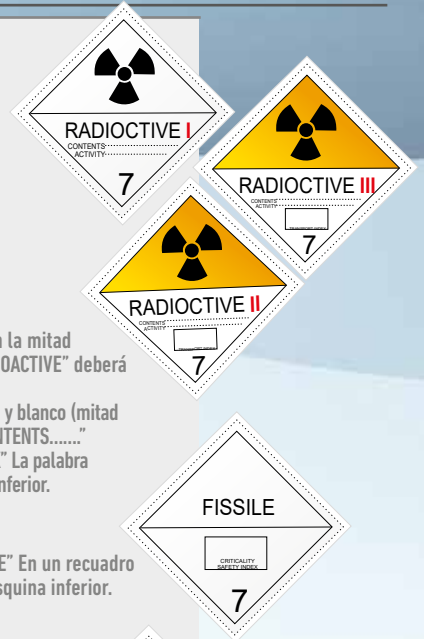 RADIOCTIVE I
CONTENTS
ACTIVITY
7
RADIOCTIVE III
CONTENTS
ACTIVITY
7
RADIOCTIVE II
CONTENTS
ACTIVITY
7
la mitad
OACTIVE" deberá
y blanco (mitad
NTENTS......."
" La palabra
nferior.
FISSILE
CRITICALITY
SAFETY INDEX
7
E" En un recuadro
squina inferior.